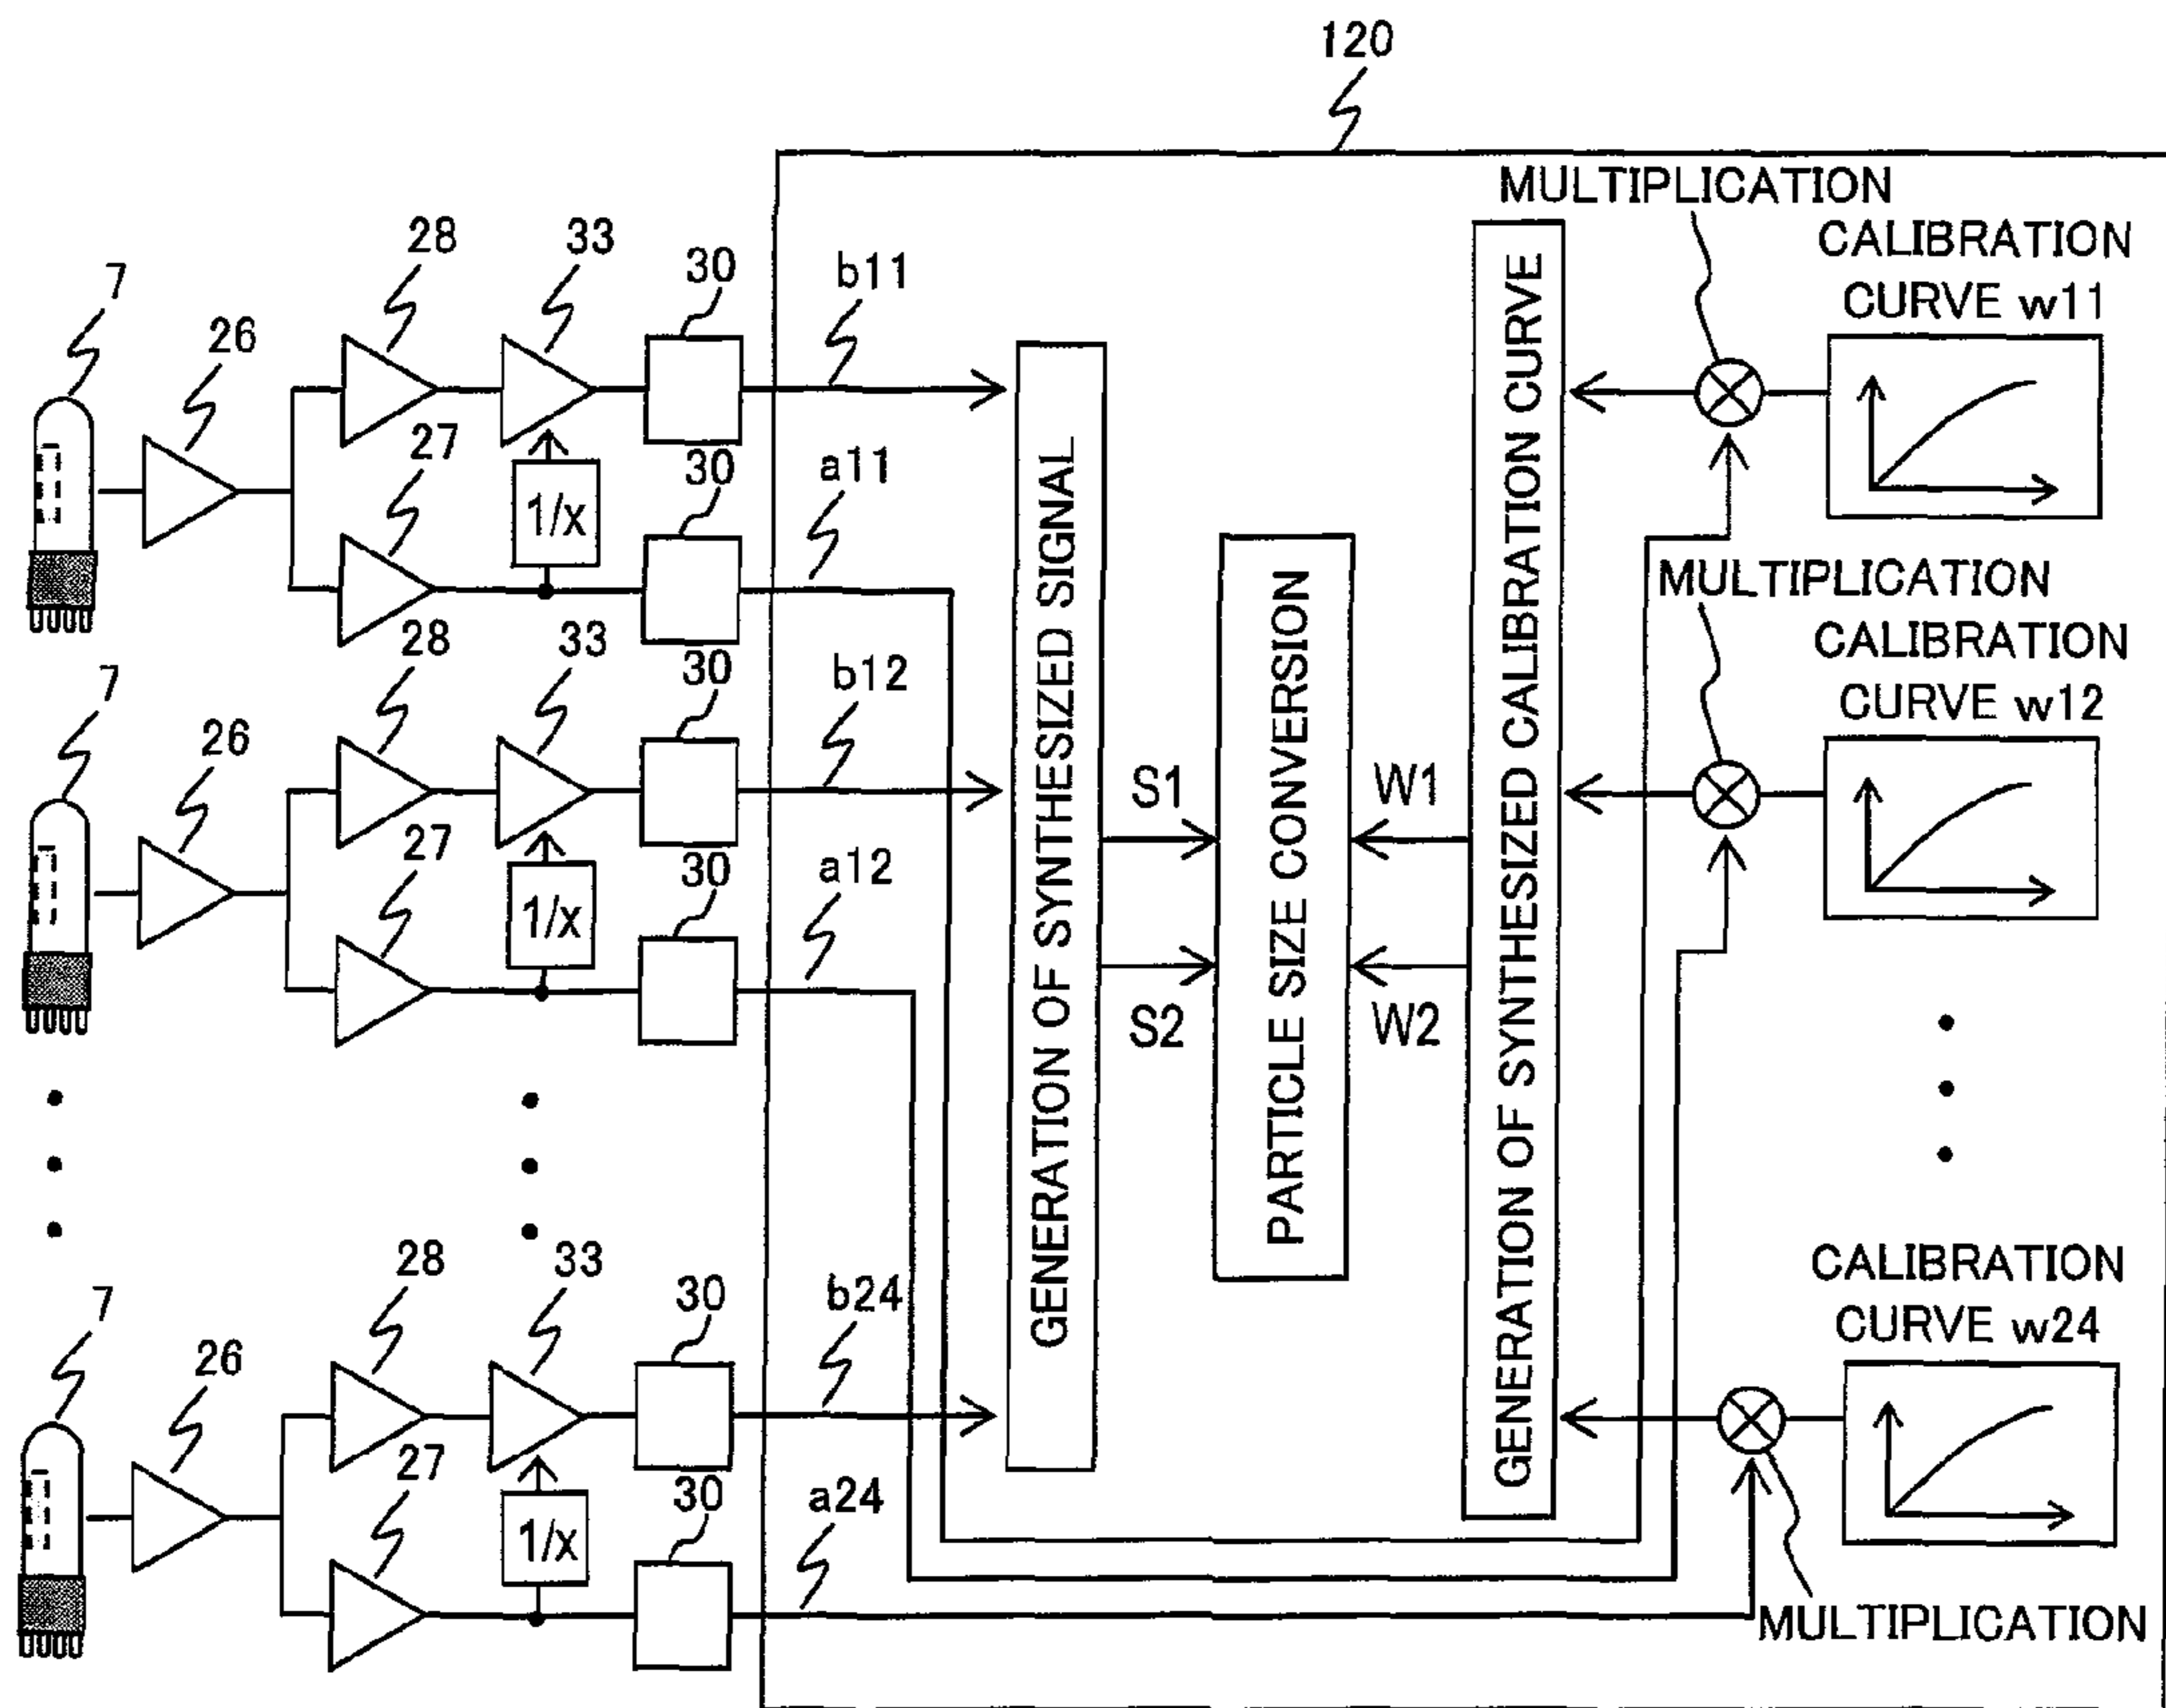 120
MULTIPLICATION
CALIBRATION
CURVE w11
28
33
30
b11
7
26
27
1/x
30
a11
GENERATION OF SYNTHESIZED SIGNAL
PARTICLE SIZE CONVERSION
GENERATION OF SYNTHESIZED CALIBRATION CURVE
MULTIPLICATION
CALIBRATION
CURVE w12
28
33
30
b12
7
26
27
1/x
30
a12
S1
W1
S2
W2
28
33
30
b24
CALIBRATION
CURVE w24
7
26
27
1/x
30
a24
MULTIPLICATION